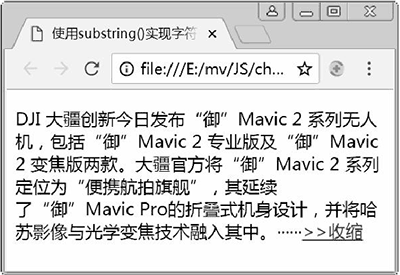 使用substring()实现字符
file:///E:/mv/JS/ch...
DJI 大疆创新今日发布“御”Mavic 2 系列无人
机，包括“御”Mavic 2 专业版及“御”Mavic
2 变焦版两款。大疆官方将“御”Mavic 2 系列
定位为“便携航拍旗舰”，其延续
了“御”Mavic Pro的折叠式机身设计，并将哈
苏影像与光学变焦技术融入其中。······>>收缩